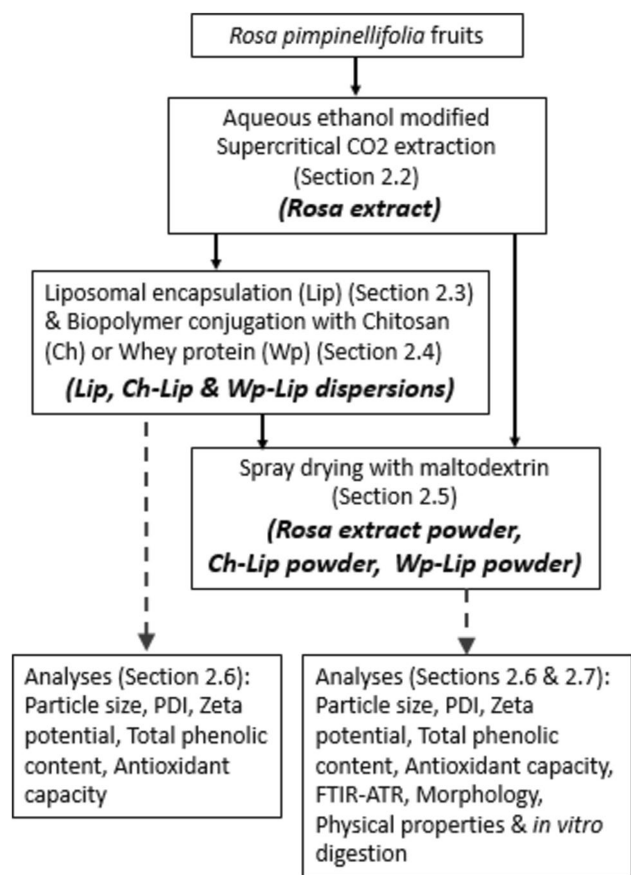 Rosa pimpinellifolia fruits
Aqueous ethanol modified
Supercritical CO2 extraction
(Section 2.2)
(Rosa extract)
Liposomal encapsulation (Lip) (Section 2.3)
& Biopolymer conjugation with Chitosan
(Ch) or Whey protein (Wp) (Section 2.4)
(Lip, Ch-Lip & Wp-Lip dispersions)
Spray drying with maltodextrin
(Section 2.5)
(Rosa extract powder,
Ch-Lip powder, Wp-Lip powder)
Analyses (Section 2.6):
Particle size, PDI, Zeta
potential, Total phenolic
content, Antioxidant
capacity
Analyses (Sections 2.6 & 2.7):
Particle size, PDI, Zeta
potential, Total phenolic
content, Antioxidant capacity,
FTIR-ATR, Morphology,
Physical properties & in vitro
digestion